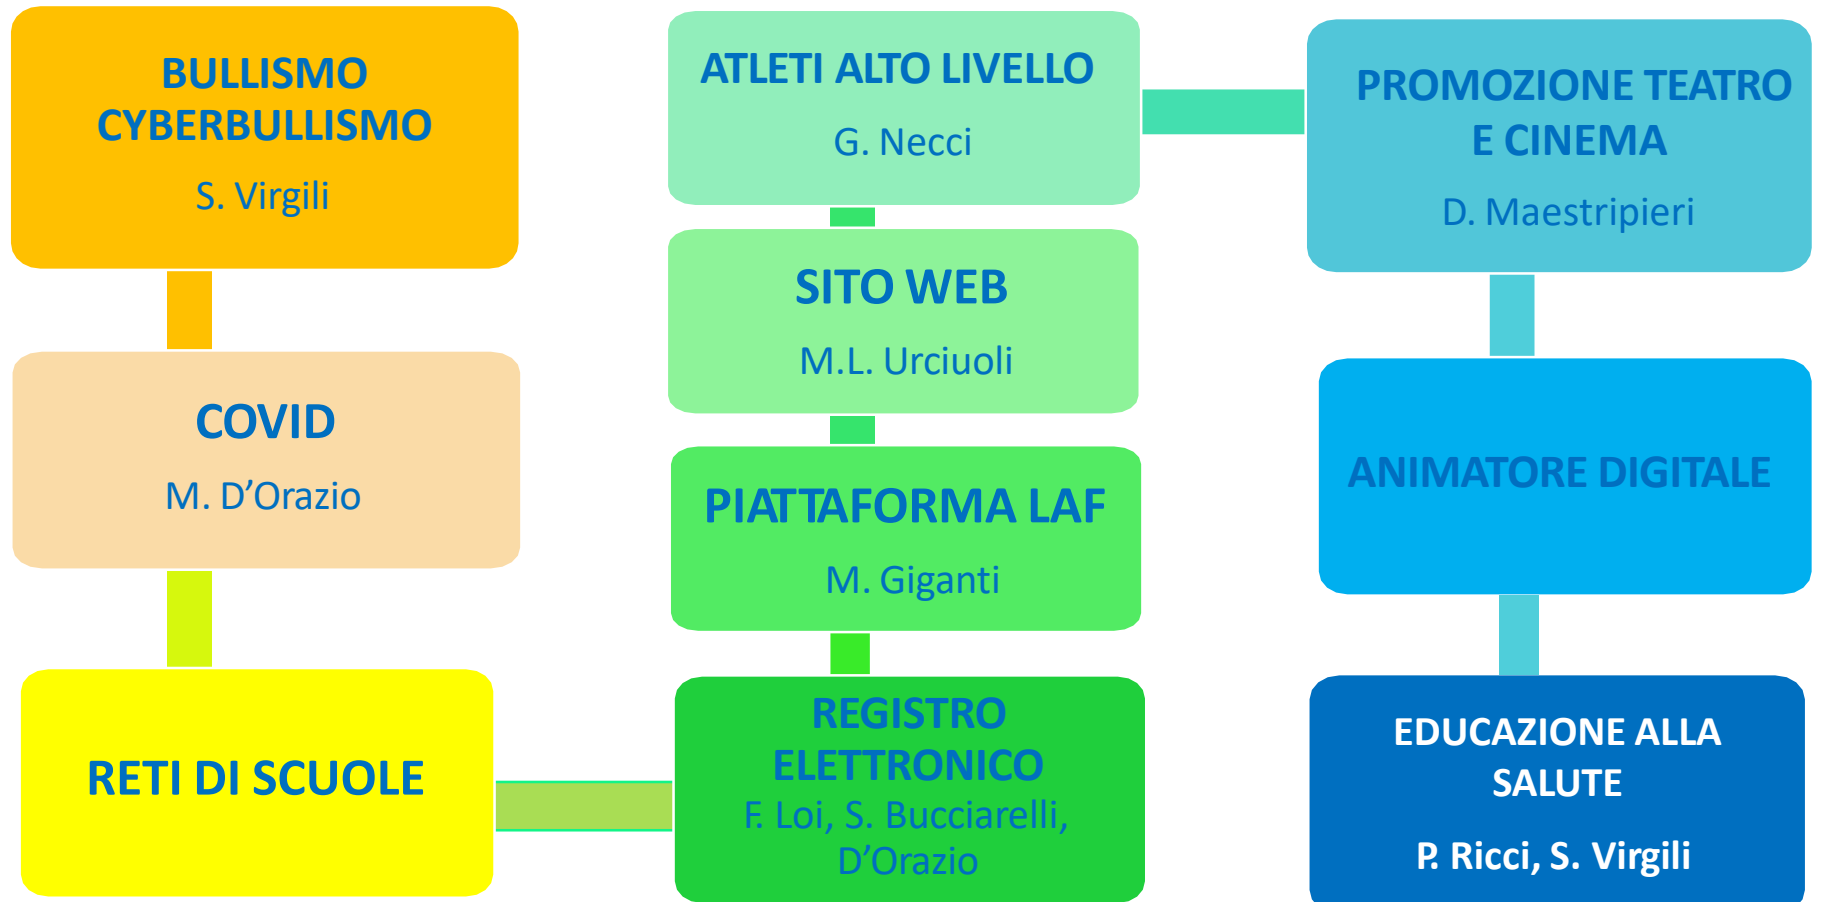 BULLISMO
CYBERBULLISMO
S. Virgili
COVID
M. D’Orazio
RETI DI SCUOLE
ATLETI ALTO LIVELLO
G. Necci
SITO WEB
M.L. Urciuoli
PIATTAFORMA LAF
M. Giganti
REGISTRO
ELETTRONICO
F. Loi, S. Bucciarelli,
D’Orazio
PROMOZIONE TEATRO
E CINEMA
D. Maestripieri
ANIMATORE DIGITALE
EDUCAZIONE ALLA
SALUTE
P. Ricci, S. Virgili